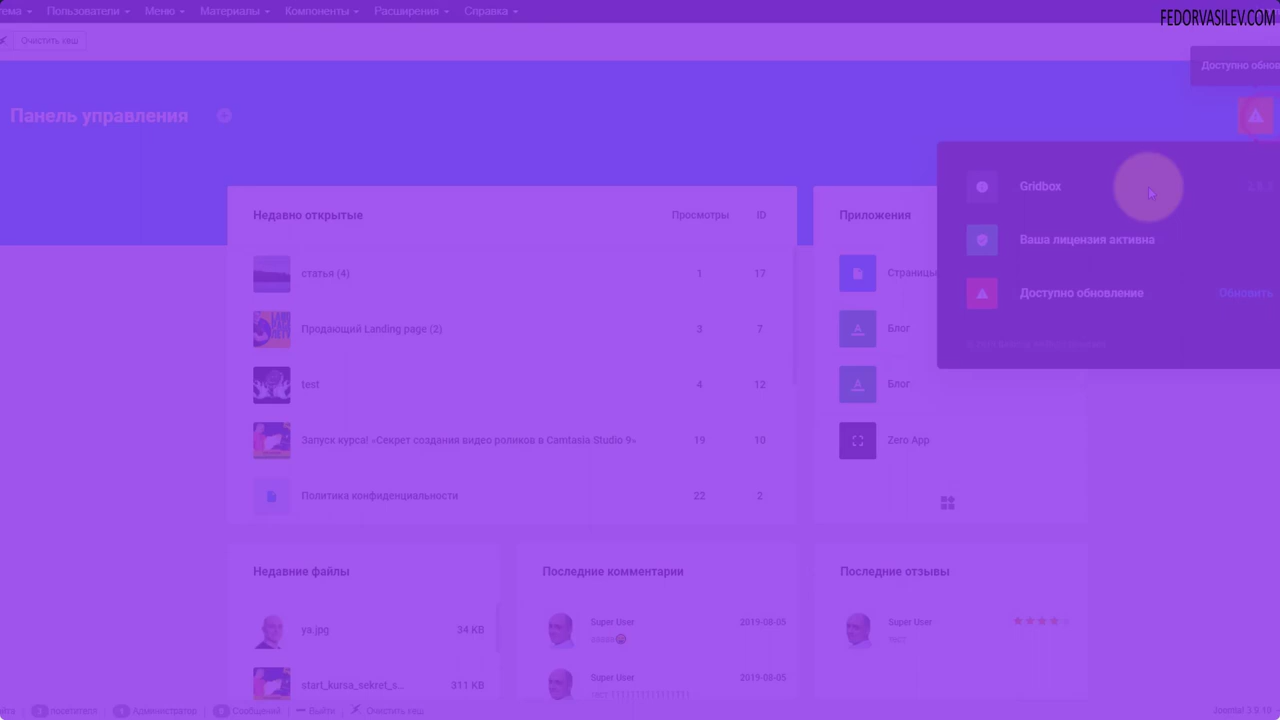 тема Пользователи Меню Материалы Компоненты Расширения Справка
FEDORVASILEV.COM
Очистить кеш
Доступно обнов
Панель управления
Gridbox
Ваша лицензия активна
Доступно обновление Обновить
Недавно открытые Просмотры ID
статья (4) 1 17
Продающий Landing page (2) 3 7
test 4 12
Запуск курса! «Секрет создания видео роликов в Camtasia Studio 9» 19 10
Политика конфиденциальности 22 2
Приложения
Страницы
Блог
Блог
Zero App
Недавние файлы
ya.jpg 34 KB
start_kursa_sekret_s... 311 KB
Последние комментарии
Super User 2019-08-05
Super User 2019-08-05
Последние отзывы
Super User
тест
3 посетителя Администратор Сообщений Выйти Очистить кеш
Joomla! 3.9.10